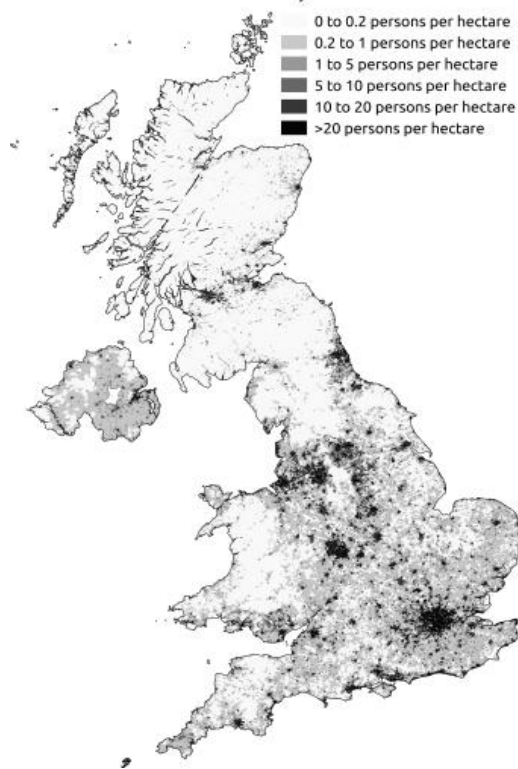 0 to 0.2 persons per hectare
0.2 to 1 persons per hectare
1 to 5 persons per hectare
5 to 10 persons per hectare
10 to 20 persons per hectare
>20 persons per hectare